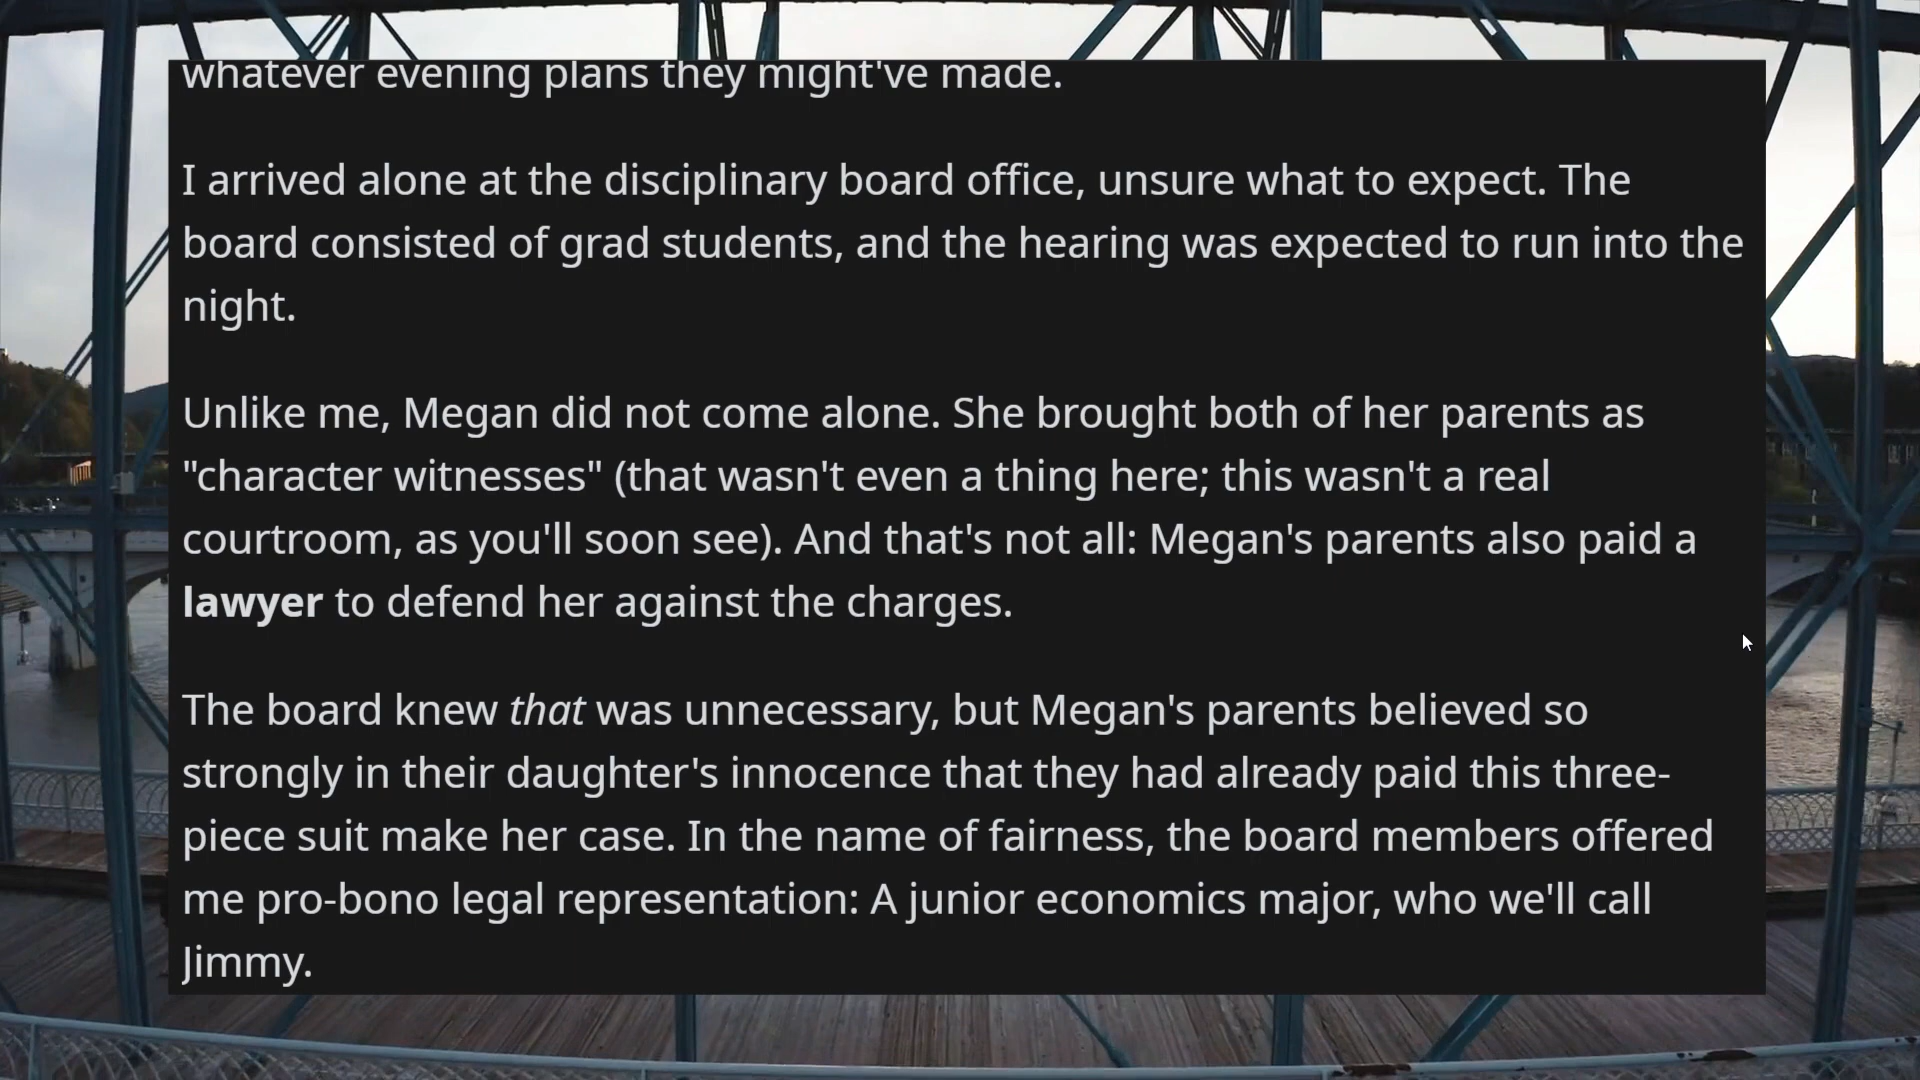 whatever evening plans they might've made.
I arrived alone at the disciplinary board office, unsure what to expect. The
board consisted of grad students, and the hearing was expected to run into the
night.
Unlike me, Megan did not come alone. She brought both of her parents as
"character witnesses" (that wasn't even a thing here; this wasn't a real
courtroom, as you'll soon see). And that's not all: Megan's parents also paid a
lawyer to defend her against the charges.
The board knew that was unnecessary, but Megan's parents believed so
strongly in their daughter's innocence that they had already paid this three-
piece suit make her case. In the name of fairness, the board members offered
me pro-bono legal representation: A junior economics major, who we'll call
Jimmy.